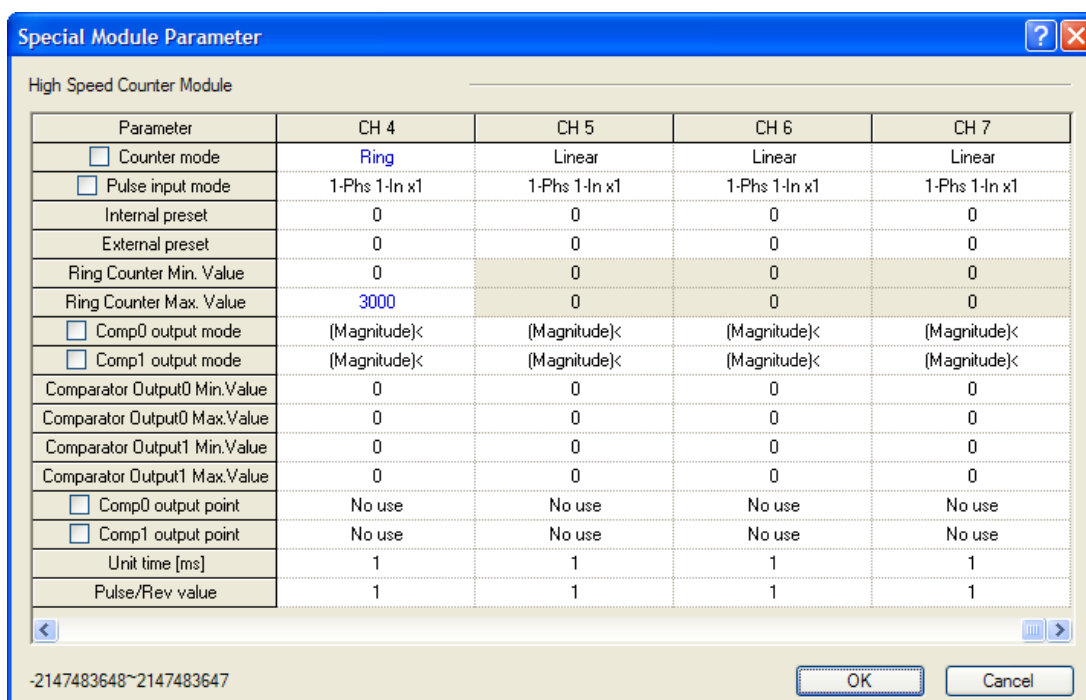 Special Module Parameter
High Speed Counter Module
Parameter CH 4 CH 5 CH 6 CH 7
Counter mode Ring Linear Linear Linear
Pulse input mode 1-Phs 1-In x1 1-Phs 1-In x1 1-Phs 1-In x1 1-Phs 1-In x1
Internal preset 0 0 0 0
External preset 0 0 0 0
Ring Counter Min. Value 0 0 0 0
Ring Counter Max. Value 3000 0 0 0
Comp0 output mode (Magnitude)< (Magnitude)< (Magnitude)< (Magnitude)<
Comp1 output mode (Magnitude)< (Magnitude)< (Magnitude)< (Magnitude)<
Comparator Output0 Min.Value 0 0 0 0
Comparator Output0 Max.Value 0 0 0 0
Comparator Output1 Min.Value 0 0 0 0
Comparator Output1 Max.Value 0 0 0 0
Comp0 output point No use No use No use No use
Comp1 output point No use No use No use No use
Unit time [ms] 1 1 1 1
Pulse/Rev value 1 1 1 1
-2147483648~2147483647 OK Cancel